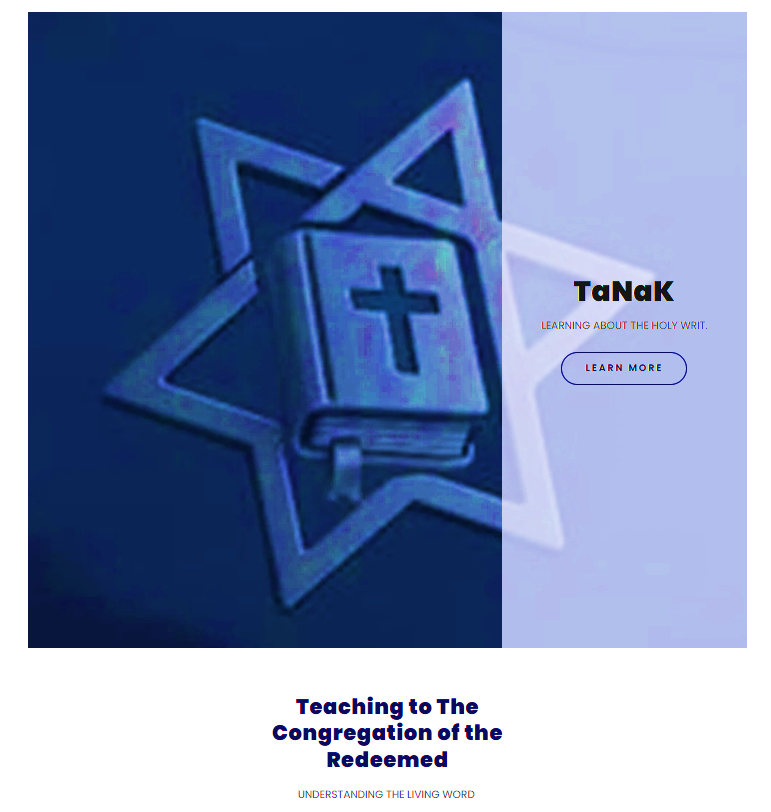 TaNaK
LEARNING ABOUT THE HOLY WRIT.
LEARN MORE
Teaching to The
Congregation of the
Redeemed
UNDERSTANDING THE LIVING WORD